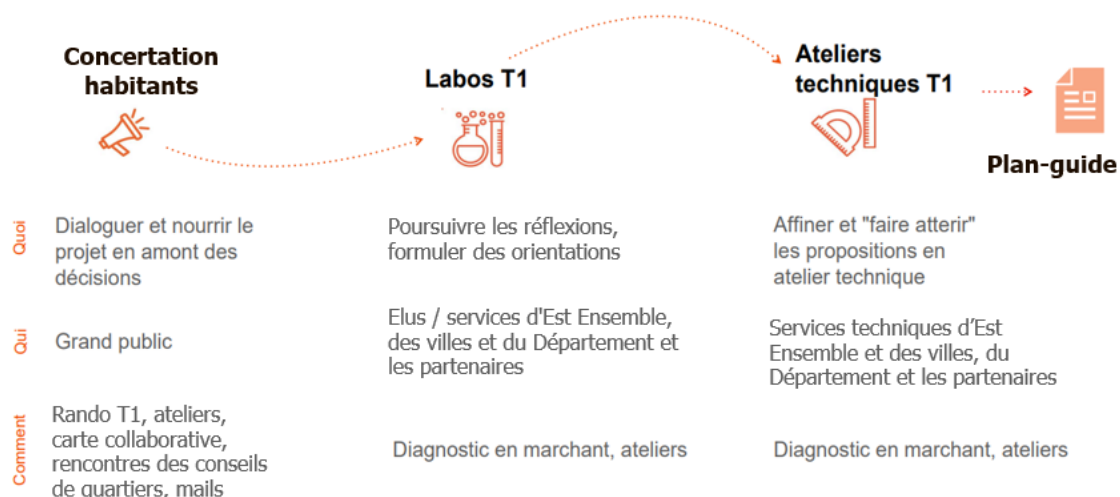 Concertation
habitants
Labos T1
Ateliers
techniques T1
Plan-guide
Quoi
Dialoguer et nourrir le
projet en amont des
décisions
Poursuivre les réflexions,
formuler des orientations
Affiner et "faire atterir"
les propositions en
atelier technique
Qui
Grand public
Elus / services d'Est Ensemble,
des villes et du Département et
les partenaires
Services techniques d’Est
Ensemble et des villes, du
Département et les partenaires
Comment
Rando T1, ateliers,
carte collaborative,
rencontres des conseils
de quartiers, mails
Diagnostic en marchant, ateliers
Diagnostic en marchant, ateliers